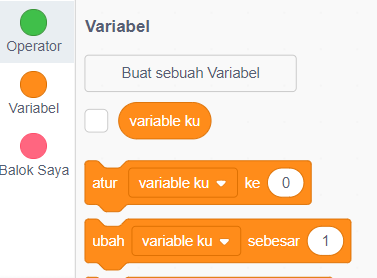 Operator
Variabel
Balok Saya
Variabel
Buat sebuah Variabel
variable ku
atur variable ku ke 0
ubah variable ku sebesar 1